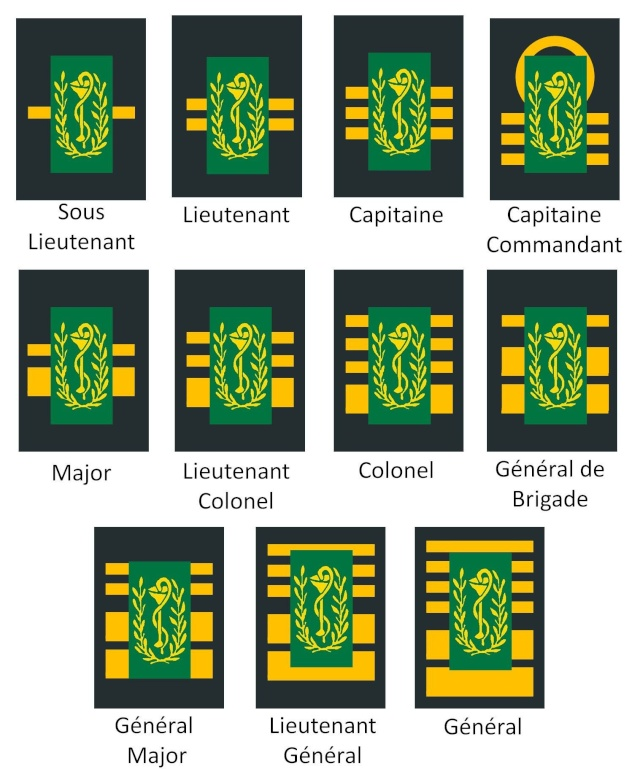 Sous
Lieutenant
Lieutenant
Capitaine
Capitaine
Commandant
Major
Lieutenant
Colonel
Colonel
Général de
Brigade
Général
Major
Lieutenant
Général
Général